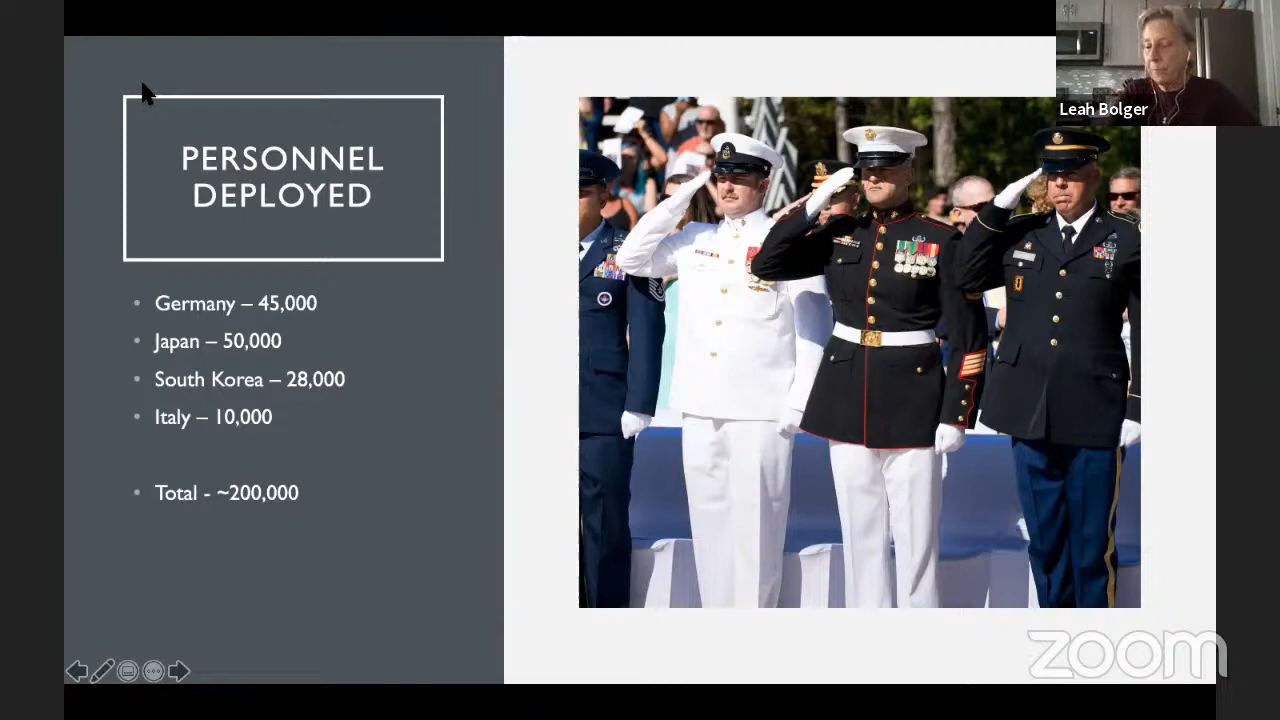 PERSONNEL
DEPLOYED
Germany – 45,000
Japan – 50,000
South Korea – 28,000
Italy – 10,000
Total - ~200,000
Leah Bolger
zoom